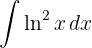 ∫ ln² x dx